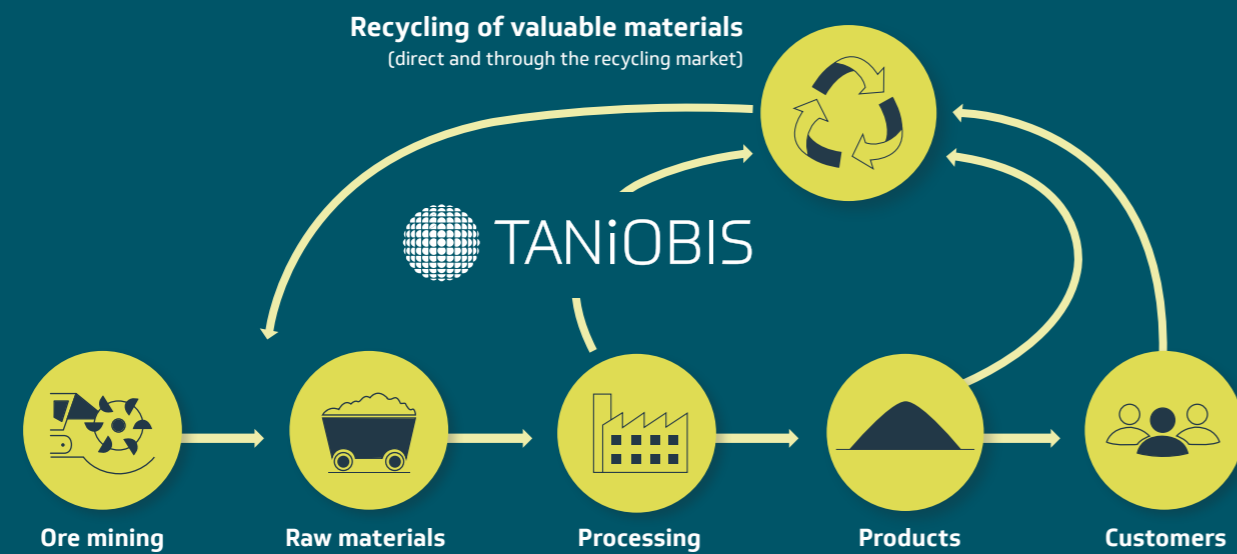 Recycling of valuable materials
(direct and through the recycling market)
TANiOBIS
Ore mining
Raw materials
Processing
Products
Customers